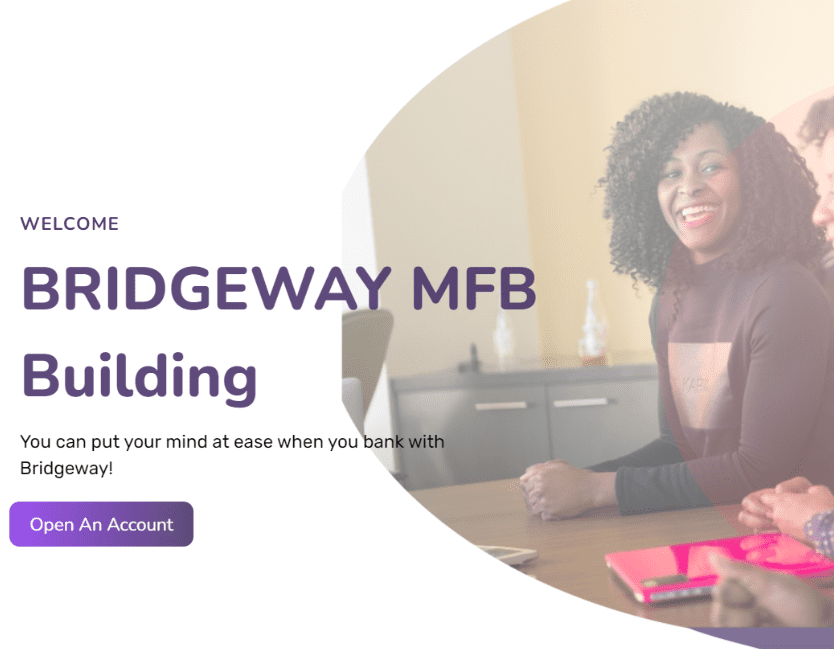 WELCOME
BRIDGEWAY MFB
Building
You can put your mind at ease when you bank with
Bridgeway!
Open An Account